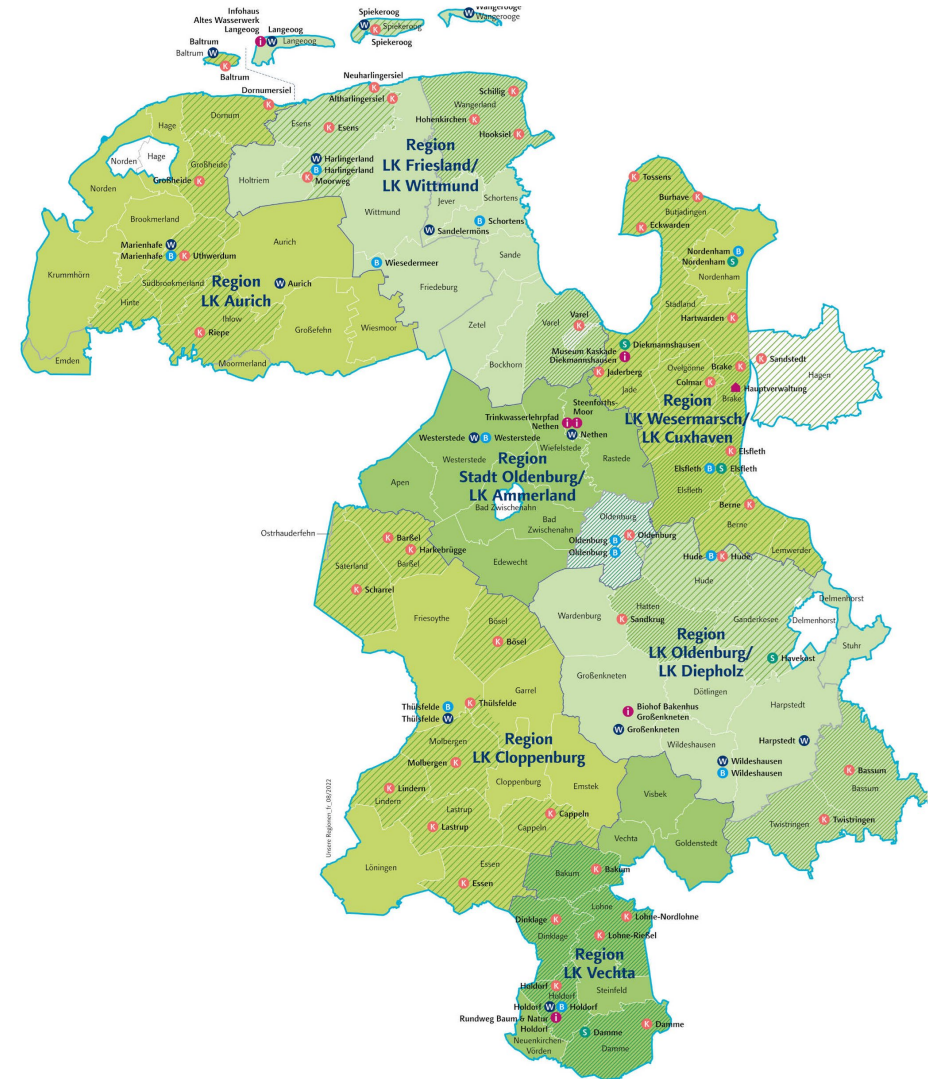 Infohaus
Altes Wasserwerk
Langeoog
i
W
Langeoog
Langeoog
Spiekeroog
W
Spiekeroog
K
Spiekeroog
Wangerooge
W
Wangerooge
Baltrum
Baltrum
W
K
Baltrum
Dornumersiel
K
Neuharlingersiel
K
Altharlingersiel
K
Schillig
K
Wangerland
Hohenkirchen
K
Hooksiel
K
Hage
Dornum
Esens
K
Esens
Region
LK Friesland/
LK Wittmund
Norden
Hage
Großheide
Großheide
K
Norden
Holtriem
W
Harlingerland
B
Harlingerland
K
Moorweg
Jever
Schortens
Wittmund
B
Schortens
W
Sandelermöns
Brookmerland
Marienhafe
W
Marienhafe
B
K
Uthwerdum
Aurich
B
Wiesedermeer
Sande
Krummhörn
Südbrookmerland
Region
LK Aurich
W
Aurich
Friedeburg
Hinte
Ihlow
K
Riepe
Großefehn
Wiesmoor
Zetel
Varel
Varel
K
Emden
Moormerland
Bockhorn
K
Tossens
Burhave
K
Butjadingen
K
Eckwarden
Nordenham
B
Nordenham
S
Nordenham
Stadland
Hartwarden
K
S
Diekmannshausen
Museum Kaskade
Diekmannshausen
i
K
Jaderberg
Ovelgönne
Brake
K
K
Sandstedt
Hagen
Jade
Colmar
K
Hauptverwaltung
Brake
Region
LK Wesermarsch/
LK Cuxhaven
Steenfoths-
Moor
Trinkwasserlehrpfad
Nethen
i
i
W
Nethen
Westerstede
W
B
Westerstede
Wiefelstede
Westerstede
Region
Stadt Oldenburg/
LK Ammerland
Rastede
Apen
Bad Zwischenahn
Bad
Zwischenahn
K
Elsfleth
Elsfleth
B
S
Elsfleth
Elsfleth
Berne
K
Berne
Lemwerder
Oldenburg
Oldenburg
B
K
Oldenburg
Oldenburg
B
Ostrhauderfehn
K
Barßel
K
Harkebrügge
Barßel
Saterland
K
Scharrel
Edewecht
Hude
B
K
Hude
Hude
Delmenhorst
Delmenhorst
Friesoythe
Bösel
K
Bösel
Wardenburg
Hatten
K
Sandkrug
Ganderkesee
Region
LK Oldenburg/
LK Diepholz
S
Havekost
Stuhr
Großenkneten
Dötlingen
Thülsfelde
B
Thülsfelde
W
K
Thülsfelde
Garrel
i
Biohof Bakenhus
Großenkneten
W
Großenkneten
Harpstedt
Harpstedt
W
Wildeshausen
W
Wildeshausen
B
Wildeshausen
Molbergen
Molbergen
K
Region
LK Cloppenburg
K
Lindern
Lindern
Cloppenburg
Emstek
Lastrup
K
Lastrup
K
Cappeln
Cappeln
Visbek
Vechta
Goldenstedt
K
Bassum
Bassum
Twistringen
K
Twistringen
Unsere Regionen_fr_08/2022
Löningen
Essen
K
Essen
Bakum
K
Bakum
Lohne
Dinklage
K
Dinklage
K
Lohne-Nordlohne
K
Lohne-Rießel
Region
LK Vechta
Holdorf
K
Holdorf
Steinfeld
Holdorf
W
B
Holdorf
Rundweg Baum & Natur
Holdorf
i
Neuenkirchen-
Vörden
S
Damme
K
Damme
Damme